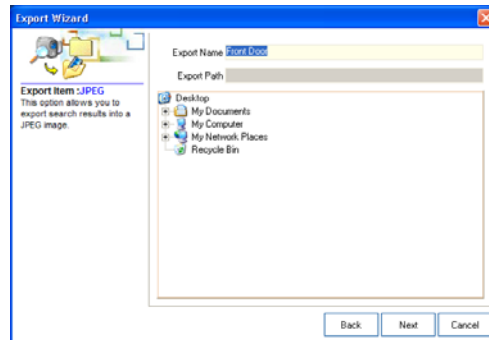 Export Wizard
Export Name Front Door
Export Path
Export Item :JPEG
This option allows you to
export search results into a
JPEG image.
Desktop
My Documents
My Computer
My Network Places
Recycle Bin
Back Next Cancel